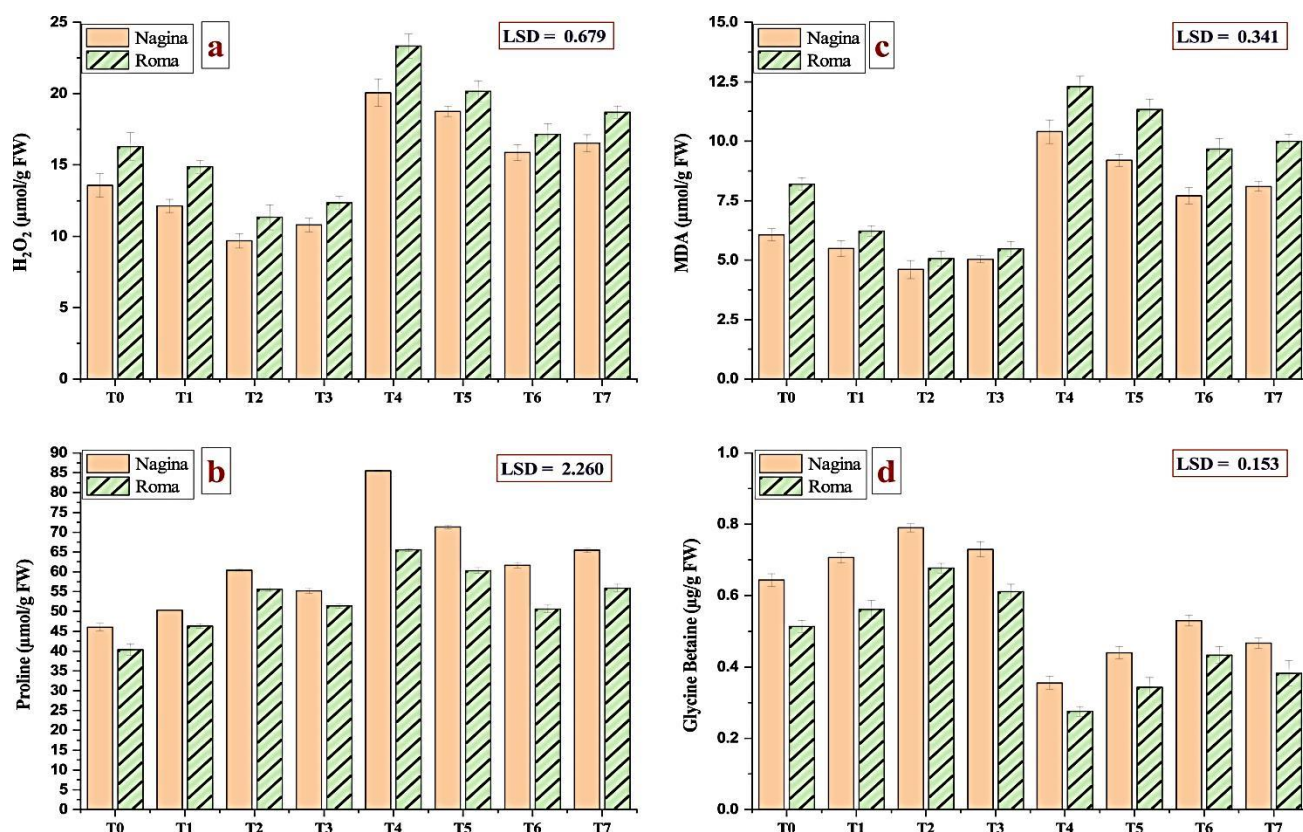 Nagina
Roma
a
LSD = 0.679
H₂O₂ (µmol/g FW)
25
20
15
10
5
0
T0 T1 T2 T3 T4 T5 T6 T7
Nagina
Roma
c
LSD = 0.341
MDA (µmol/g FW)
15.0
12.5
10.0
7.5
5.0
2.5
0.0
T0 T1 T2 T3 T4 T5 T6 T7
Nagina
Roma
b
LSD = 2.260
Proline (µmol/g FW)
90
85
80
75
70
65
60
55
50
45
40
35
30
25
20
15
10
5
0
T0 T1 T2 T3 T4 T5 T6 T7
Nagina
Roma
d
LSD = 0.153
Glycine Betaine (µg/g FW)
1.0
0.8
0.6
0.4
0.2
0.0
T0 T1 T2 T3 T4 T5 T6 T7